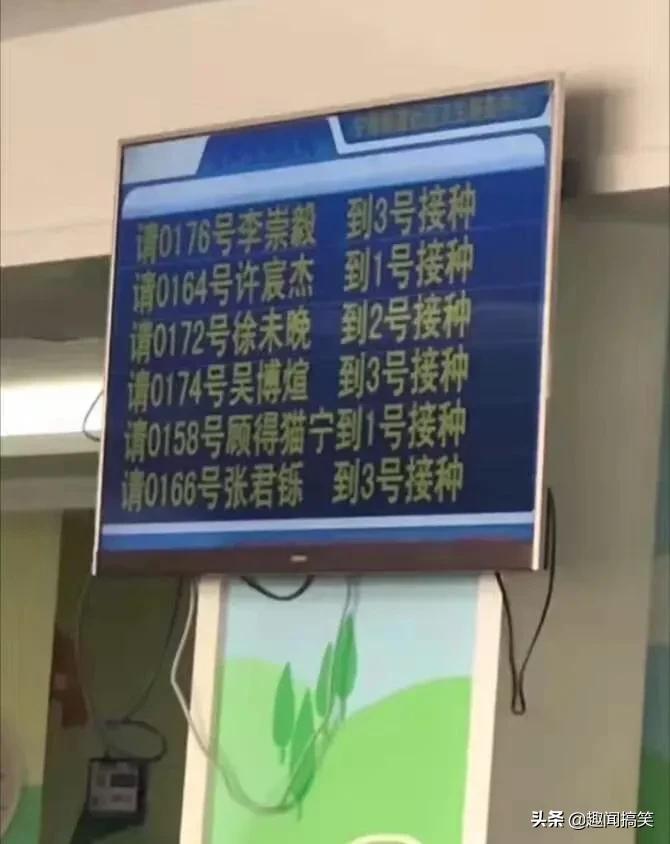 请0176号李崇毅 到3号接种
请0164号许宸杰 到1号接种
请0172号徐未晚 到2号接种
请0174号吴博煊 到3号接种
请0158号顾得猫宁到1号接种
请0166号张君铄 到3号接种
头条 @趣闻搞笑